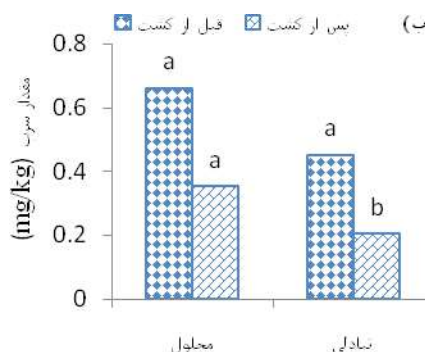 ب)
قبل از کشت
پس از کشت
مقدار سرب
(mg/kg)
0.8
0.6
0.4
0.2
0
a
a
a
b
محلول
تبادلی